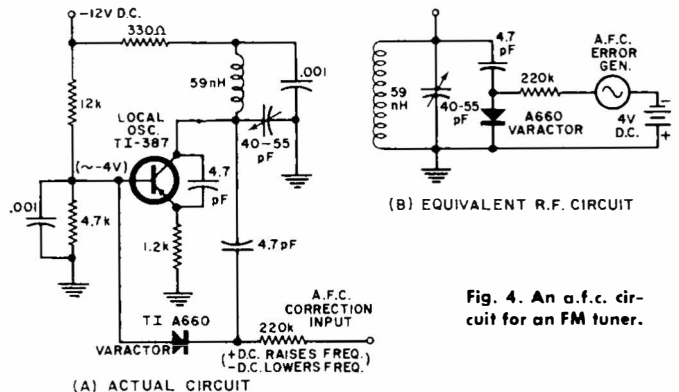 -12V D.C.
330Ω
.001
59nH
12k
LOCAL
OSC.
TI-387
40-55
pF
(~-4V)
4.7
pF
.001
4.7k
1.2k
4.7pF
A.F.C.
CORRECTION
INPUT
TI A660
VARACTOR
220k
(+D.C. RAISES FREQ.)
(-D.C. LOWERS FREQ.)
(A) ACTUAL CIRCUIT
4.7
pF
A.F.C.
ERROR
GEN.
220k
59
nH
40-55
pF
A660
VARACTOR
4V
D.C.
-
+
(B) EQUIVALENT R.F. CIRCUIT
Fig. 4. An a.f.c. cir-
cuit for an FM tuner.